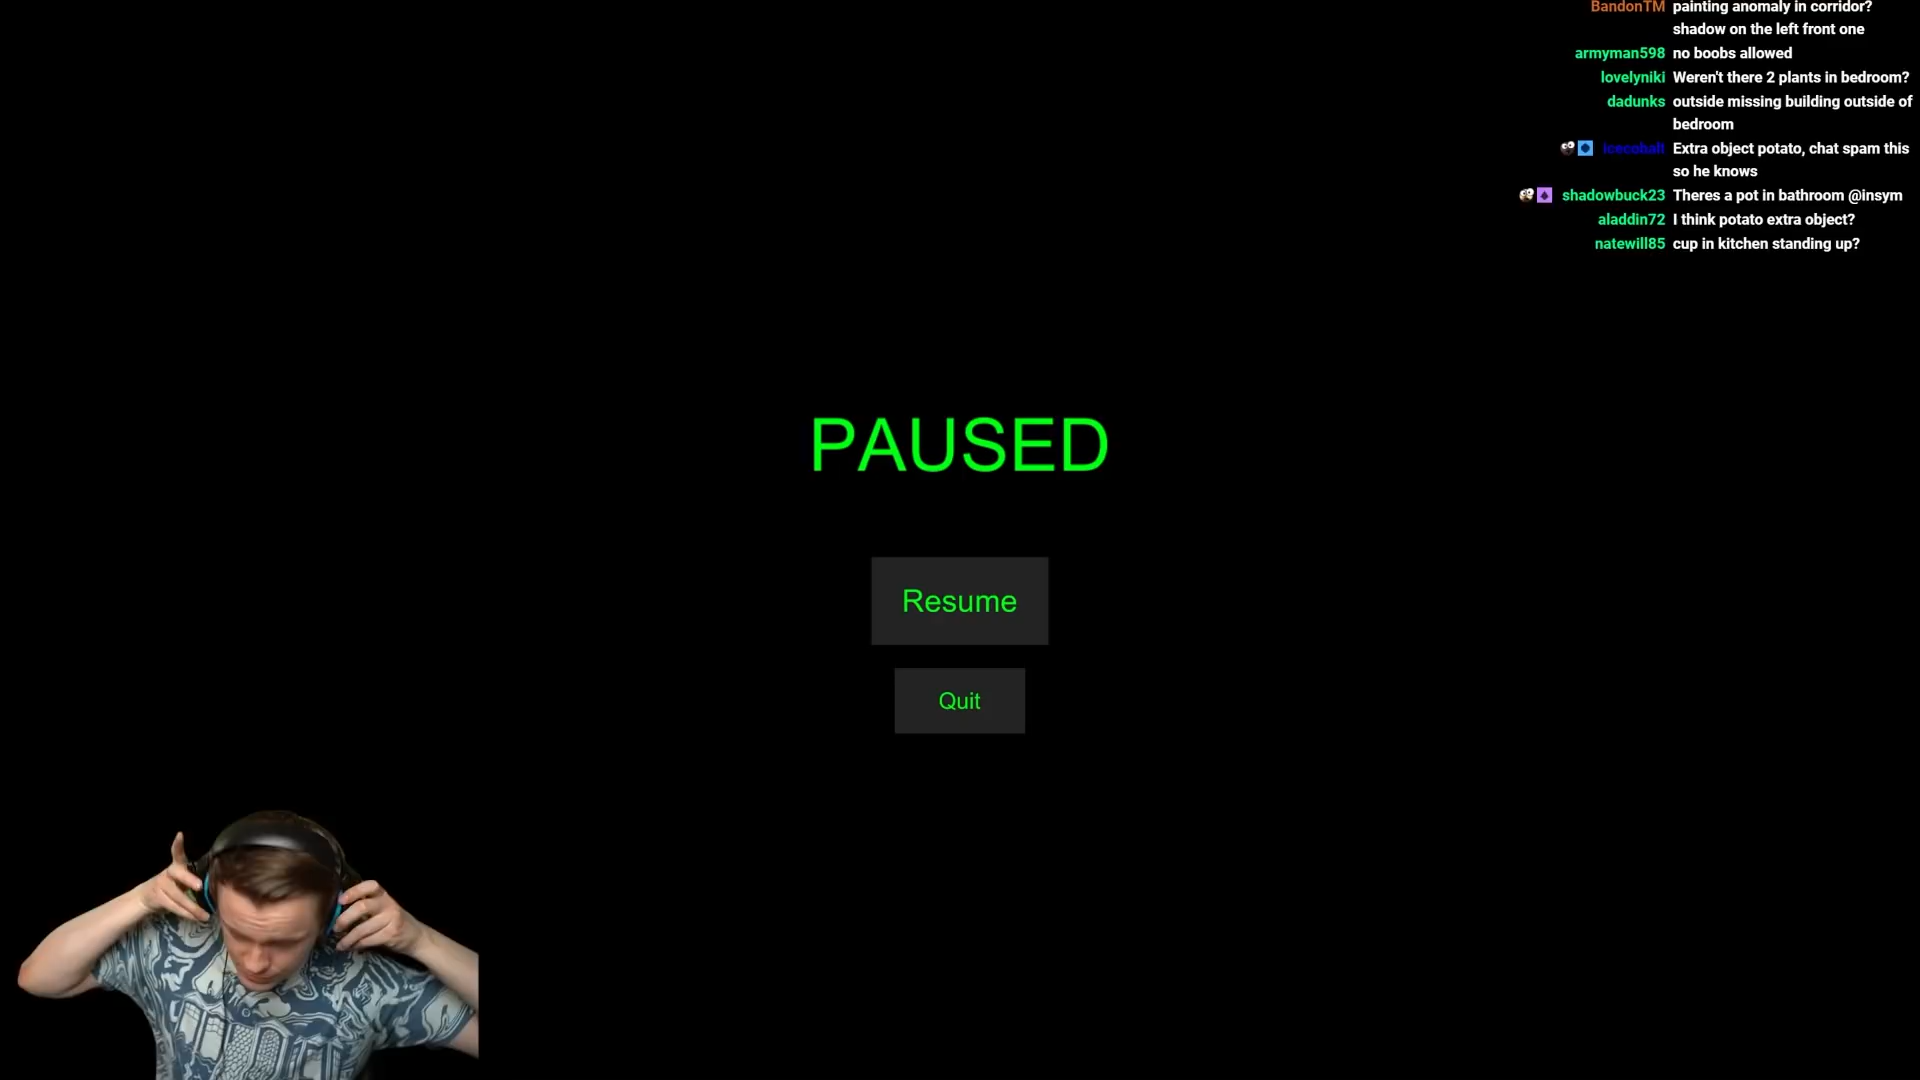 BandonTM painting anomaly in corridor?
shadow on the left front one
armyman598 no boobs allowed
lovelyniki Weren't there 2 plants in bedroom?
dadunks outside missing building outside of
bedroom
icecobalt Extra object potato, chat spam this
so he knows
shadowbuck23 Theres a pot in bathroom @insym
aladdin72 I think potato extra object?
natewill85 cup in kitchen standing up?
PAUSED
Resume
Quit